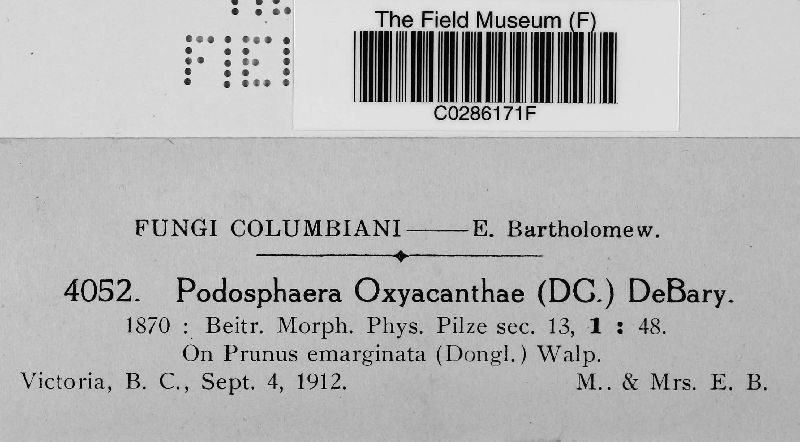 The Field Museum (F)
C0286171F
FUNGI COLUMBIANI——E. Bartholomew.
4052. Podosphaera Oxyacanthae (DC.) DeBary.
1870 : Beitr. Morph. Phys. Pilze sec. 13, 1 : 48.
On Prunus emarginata (Dongl.) Walp.
Victoria, B. C., Sept. 4, 1912. M.. & Mrs. E. B.